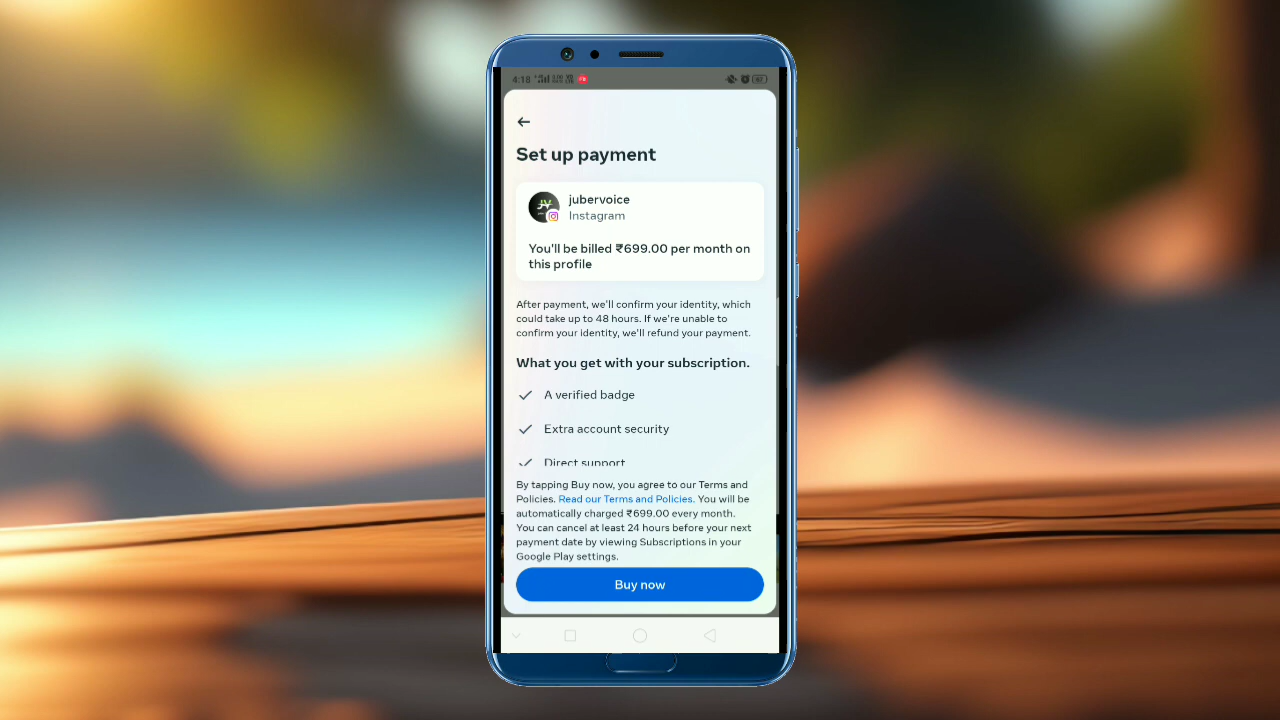 4:18
Set up payment
jubervoice
Instagram
You'll be billed ₹699.00 per month on
this profile
After payment, we'll confirm your identity, which
could take up to 48 hours. If we're unable to
confirm your identity, we'll refund your payment.
What you get with your subscription.
A verified badge
Extra account security
Direct support
By tapping Buy now, you agree to our Terms and
Policies. Read our Terms and Policies. You will be
automatically charged ₹699.00 every month.
You can cancel at least 24 hours before your next
payment date by viewing Subscriptions in your
Google Play settings.
Buy now